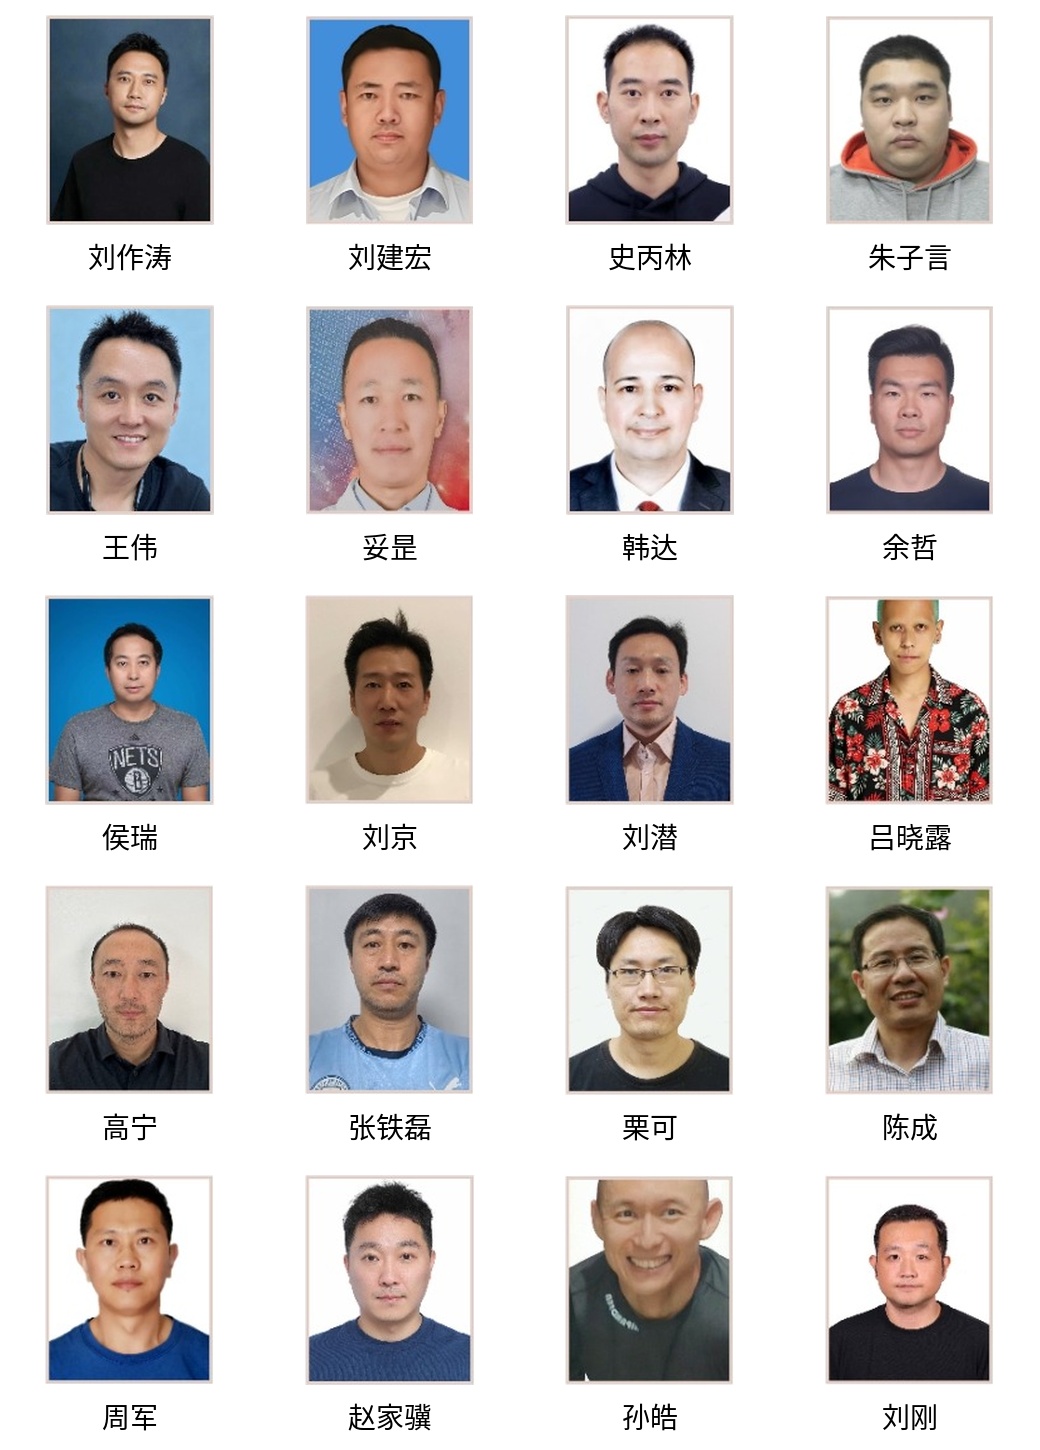 刘作涛 刘建宏 史丙林 朱子言
王伟 妥昰 韩达 余哲
NETS
侯瑞 刘京 刘潜 吕晓露
高宁 张铁磊 栗可 陈成
周军 赵家骥 孙皓 刘刚